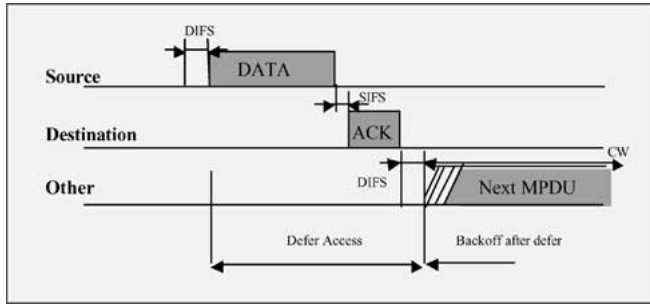 DIFS
DATA
Source
SIFS
ACK
Destination
CW
DIFS
Next MPDU
Other
Defer Access
Backoff after defer